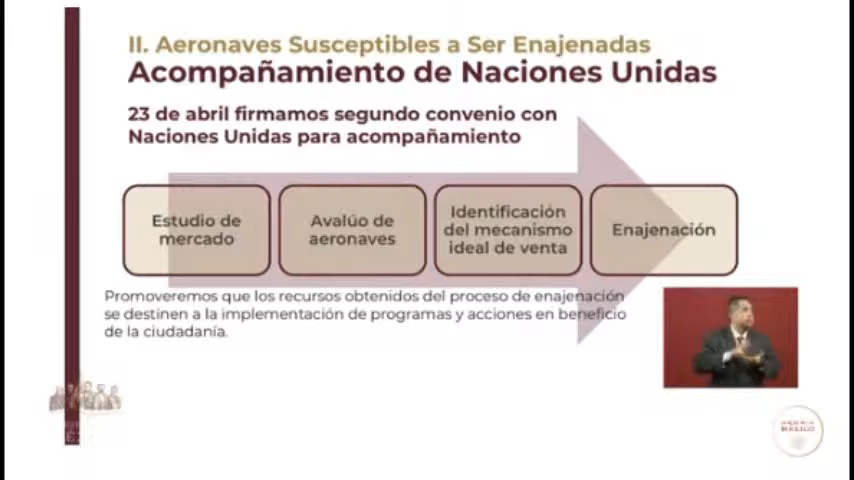 II. Aeronaves Susceptibles a Ser Enajenadas
Acompañamiento de Naciones Unidas
23 de abril firmamos segundo convenio con
Naciones Unidas para acompañamiento
Estudio de
mercado
Avalúo de
aeronaves
Identificación
del mecanismo
ideal de venta
Enajenación
Promoveremos que los recursos obtenidos del proceso de enajenación
se destinen a la implementación de programas y acciones en beneficio
de la ciudadanía.